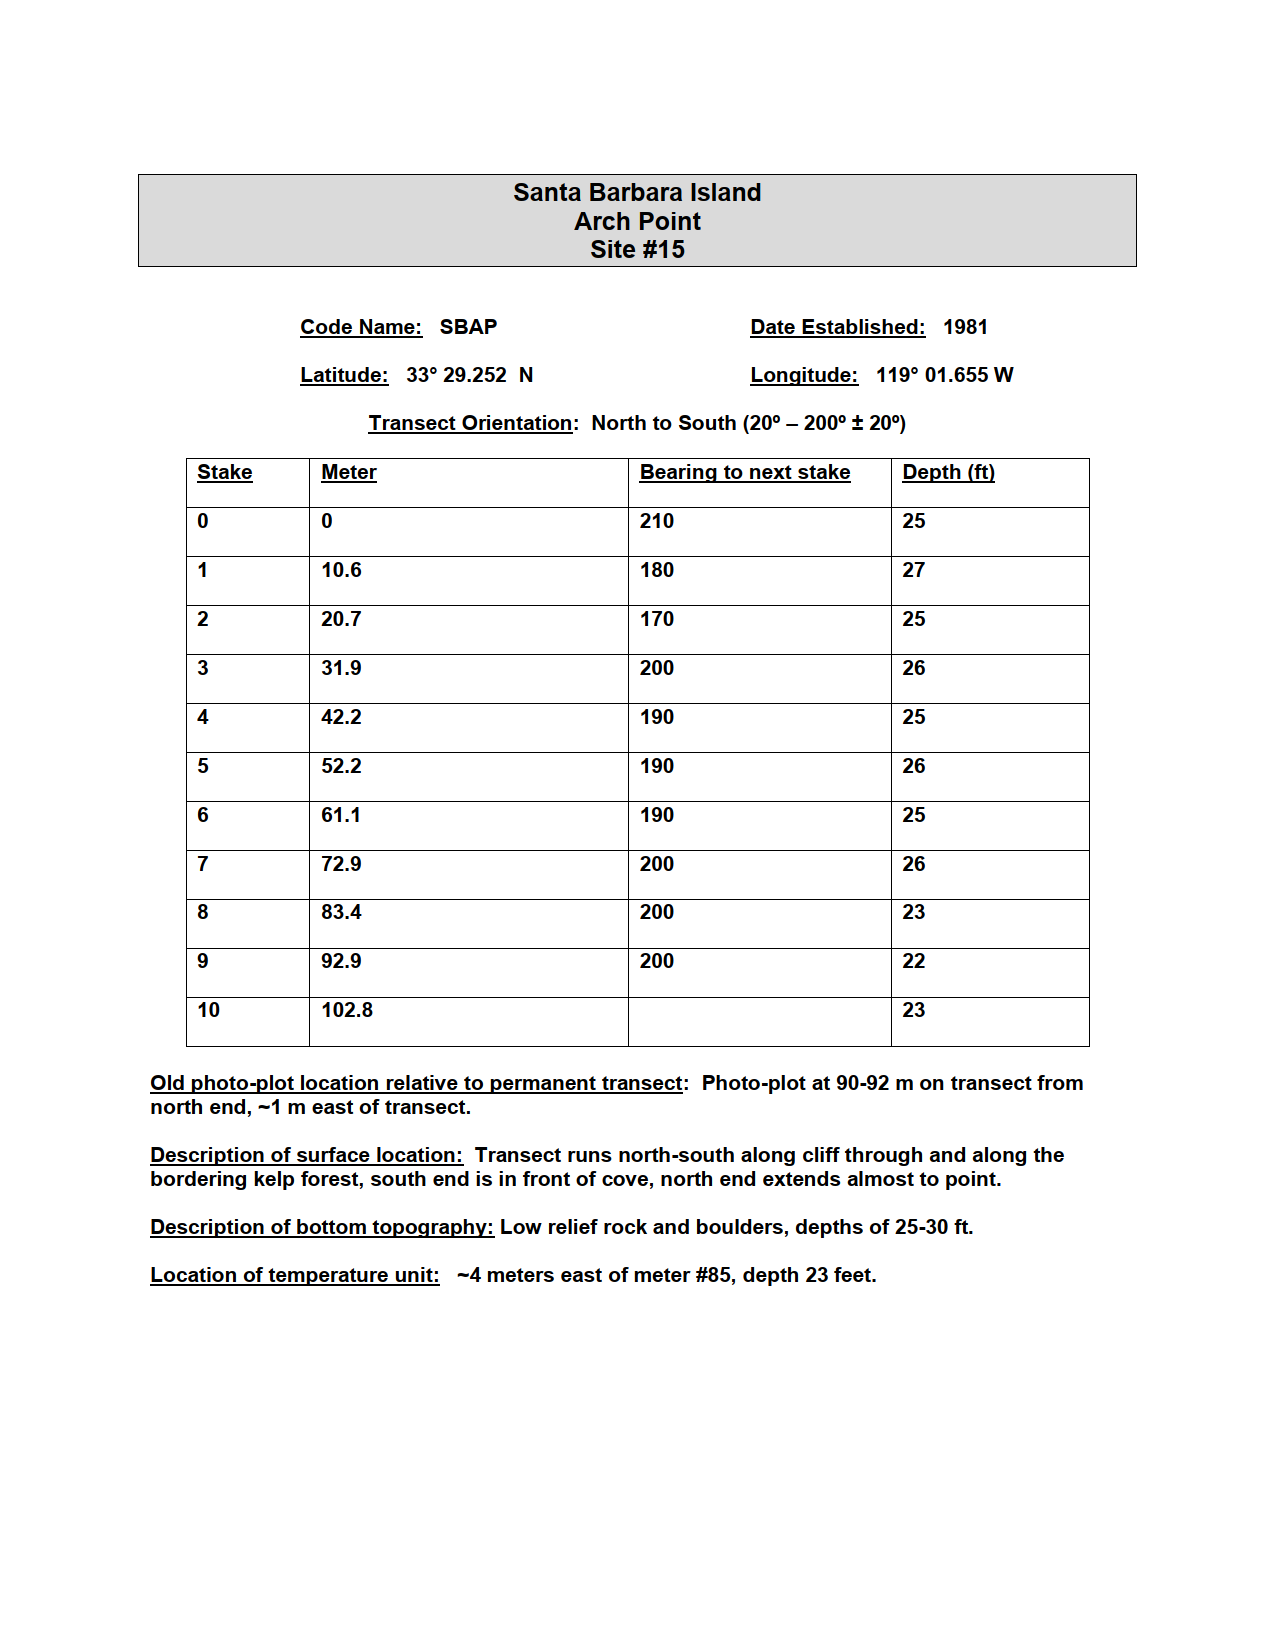 Santa Barbara Island
Arch Point
Site #15
Code Name: SBAP Date Established: 1981
Latitude: 33° 29.252 N Longitude: 119° 01.655 W
Transect Orientation: North to South (20º – 200º ± 20º)
Stake Meter Bearing to next stake Depth (ft)
0 0 210 25
1 10.6 180 27
2 20.7 170 25
3 31.9 200 26
4 42.2 190 25
5 52.2 190 26
6 61.1 190 25
7 72.9 200 26
8 83.4 200 23
9 92.9 200 22
10 102.8 23
Old photo-plot location relative to permanent transect: Photo-plot at 90-92 m on transect from
north end, ~1 m east of transect.
Description of surface location: Transect runs north-south along cliff through and along the
bordering kelp forest, south end is in front of cove, north end extends almost to point.
Description of bottom topography: Low relief rock and boulders, depths of 25-30 ft.
Location of temperature unit: ~4 meters east of meter #85, depth 23 feet.